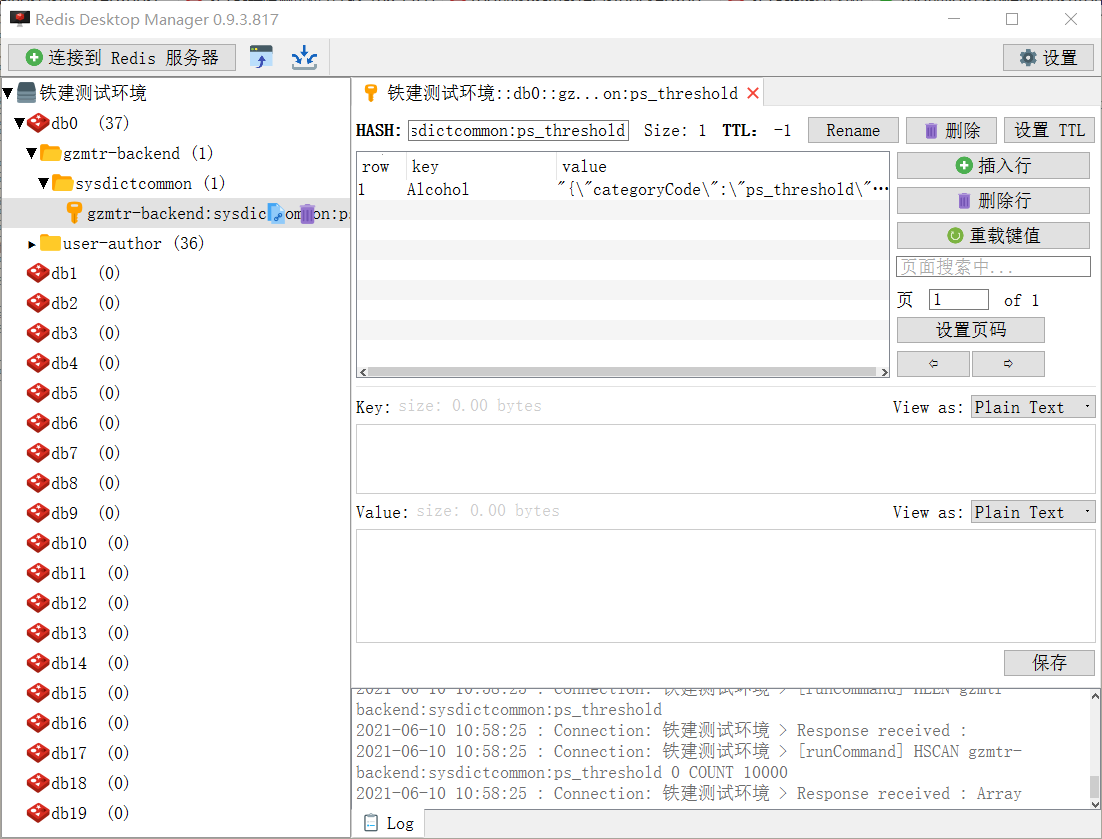 Redis Desktop Manager 0.9.3.817
连接到 Redis 服务器
设置
铁建测试环境
db0 (37)
gzmtr-backend (1)
sysdictcommon (1)
gzmtr-backend:sysdic
om
on:ps
user-author (36)
db1 (0)
db2 (0)
db3 (0)
db4 (0)
db5 (0)
db6 (0)
db7 (0)
db8 (0)
db9 (0)
db10 (0)
db11 (0)
db12 (0)
db13 (0)
db14 (0)
db15 (0)
db16 (0)
db17 (0)
db18 (0)
db19 (0)
铁建测试环境::db0::gz...on:ps_threshold
HASH: sdictcommon:ps_threshold Size: 1 TTL: -1 Rename 删除 设置 TTL
row key value
1 Alcohol "{\"categoryCode\":\"ps_threshold\"...
插入行
删除行
重载键值
页面搜索中...
页 1 of 1
设置页码
Key: size: 0.00 bytes View as: Plain Text
Value: size: 0.00 bytes View as: Plain Text
保存
2021-06-10 10:58:25 : Connection: 铁建测试环境 > [runCommand] HLEN gzmtr-
backend:sysdictcommon:ps_threshold
2021-06-10 10:58:25 : Connection: 铁建测试环境 > Response received :
2021-06-10 10:58:25 : Connection: 铁建测试环境 > [runCommand] HSCAN gzmtr-
backend:sysdictcommon:ps_threshold 0 COUNT 10000
2021-06-10 10:58:25 : Connection: 铁建测试环境 > Response received : Array
Log